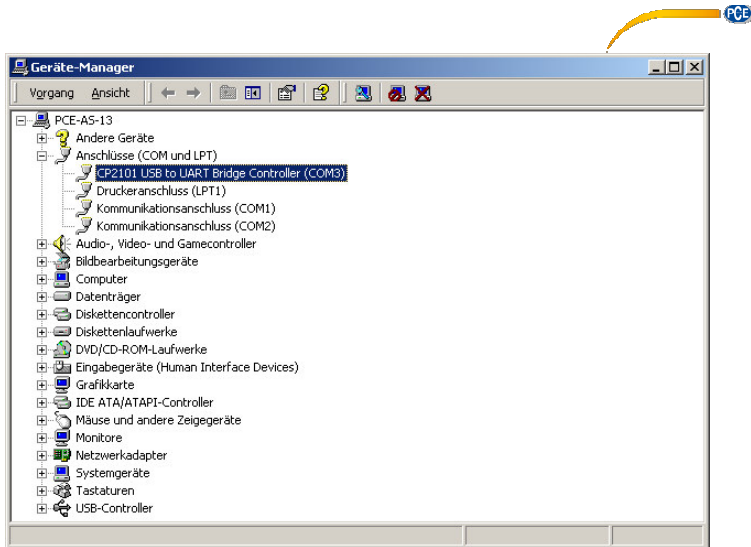 PCE
Geräte-Manager
Vorgang Ansicht
PCE-AS-13
Andere Geräte
Anschlüsse (COM und LPT)
CP2101 USB to UART Bridge Controller (COM3)
Druckeranschluss (LPT1)
Kommunikationsanschluss (COM1)
Kommunikationsanschluss (COM2)
Audio-, Video- und Gamecontroller
Bildbearbeitungsgeräte
Computer
Datenträger
Diskettencontroller
Diskettenlaufwerke
DVD/CD-ROM-Laufwerke
Eingabegeräte (Human Interface Devices)
Grafikkarte
IDE ATA/ATAPI-Controller
Mäuse und andere Zeigegeräte
Monitore
Netzwerkadapter
Systemgeräte
Tastaturen
USB-Controller